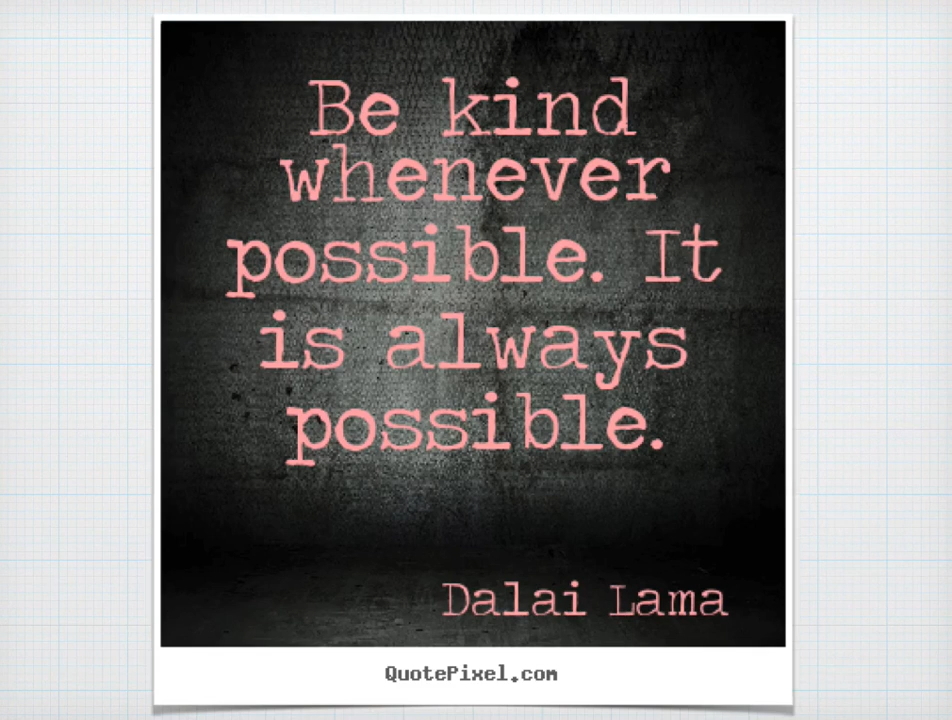 Be kind
whenever
possible. It
is always
possible.
Dalai Lama
QuotePixel.com